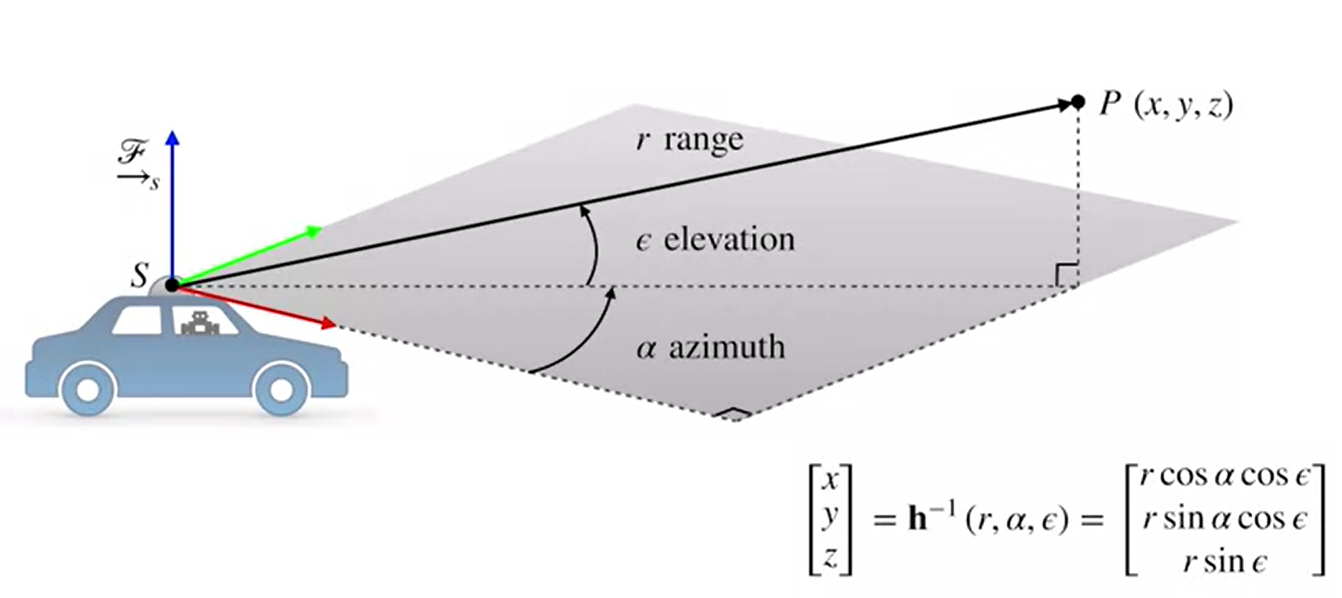 P (x, y, z)
r range
ℱ
→s
ϵ elevation
S
α azimuth
[x y z] = h⁻¹ (r, α, ϵ) = [r cos α cos ϵ
r sin α cos ϵ
r sin ϵ]